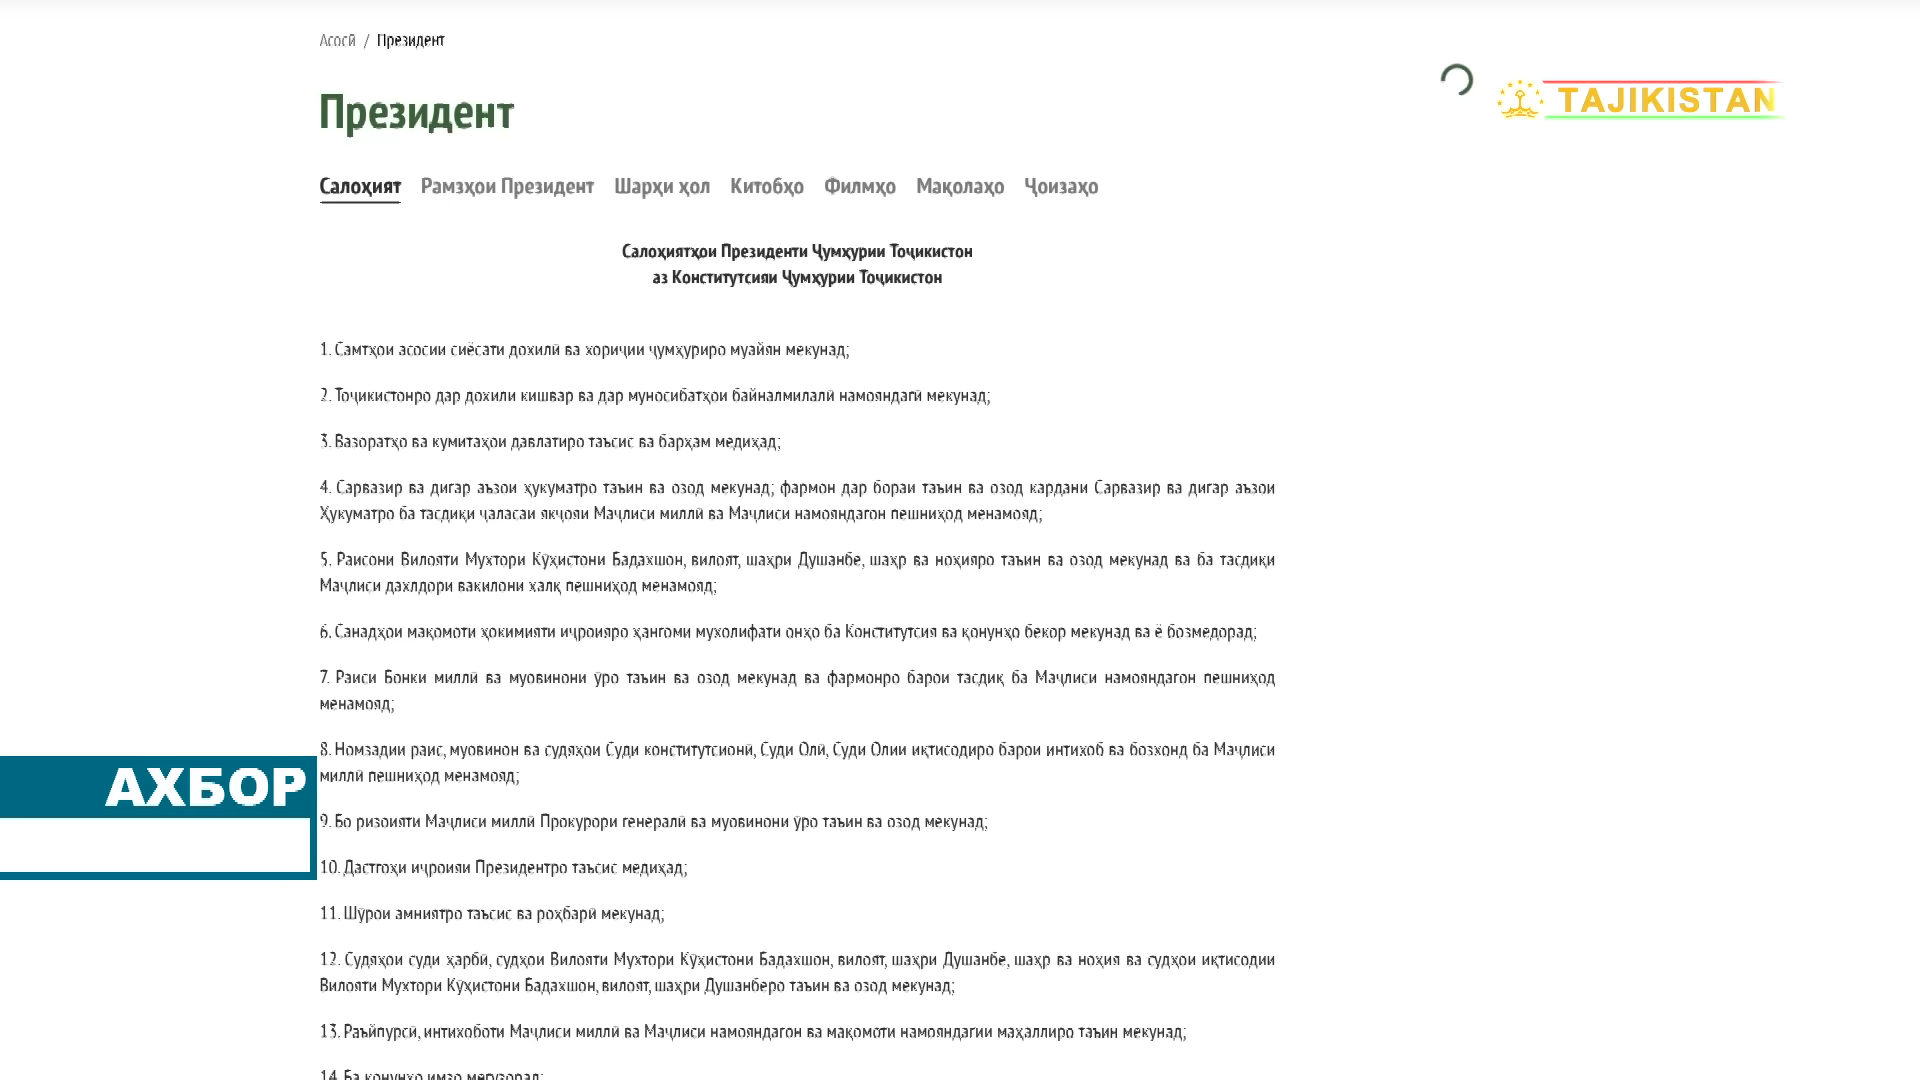 Асосӣ / Президент
TAJIKISTAN
Президент
Салоҳият Рамзҳои Президент Шарҳи ҳол Китобҳо Филмҳо Мақолаҳо Ҷоизаҳо
Салоҳиятҳои Президенти Ҷумҳурии Тоҷикистон
аз Конститутсияи Ҷумҳурии Тоҷикистон
1. Самтҳои асосии сиёсати дохилӣ ва хориҷии ҷумҳуриро муайян мекунад;
2. Тоҷикистонро дар дохили кишвар ва дар муносибатҳои байналмилалӣ намояндагӣ мекунад;
3. Вазоратҳо ва кумитаҳои давлатиро таъсис ва барҳам медиҳад;
4. Сарвазир ва дигар аъзои ҳукуматро таъин ва озод мекунад; фармон дар бораи таъин ва озод кардани Сарвазир ва дигар аъзои
Ҳукуматро ба тасдиқи ҷаласаи якҷояи Маҷлиси миллӣ ва Маҷлиси намояндагон пешниҳод менамояд;
5. Раисони Вилояти Мухтори Кӯҳистони Бадахшон, вилоят, шаҳри Душанбе, шаҳр ва ноҳияро таъин ва озод мекунад ва ба тасдиқи
Маҷлиси дахлдори вакилони халқ пешниҳод менамояд;
6. Санадҳои мақомоти ҳокимияти иҷроияро ҳангоми мухолифати онҳо ба Конститутсия ва қонунҳо бекор мекунад ва ё бозмедорад;
7. Раиси Бонки миллӣ ва муовинони ӯро таъин ва озод мекунад ва фармонро барои тасдиқ ба Маҷлиси намояндагон пешниҳод
менамояд;
8. Номзадии раис, муовинон ва судяҳои Суди конститутсионӣ, Суди Олӣ, Суди Олии иқтисодиро барои интихоб ва бозхонд ба Маҷлиси
миллӣ пешниҳод менамояд;
АХБОР
9. Бо ризоияти Маҷлиси миллӣ Прокурори генералӣ ва муовинони ӯро таъин ва озод мекунад;
10. Дастгоҳи иҷроияи Президентро таъсис медиҳад;
11. Шӯрои амниятро таъсис ва роҳбарӣ мекунад;
12. Судяҳои суди ҳарбӣ, судҳои Вилояти Мухтори Кӯҳистони Бадахшон, вилоят, шаҳри Душанбе, шаҳр ва ноҳия ва судҳои иқтисодии
Вилояти Мухтори Кӯҳистони Бадахшон, вилоят, шаҳри Душанберо таъин ва озод мекунад;
13. Раъйпурсӣ, интихоботи Маҷлиси миллӣ ва Маҷлиси намояндагон ва мақомоти намояндагии маҳаллиро таъин мекунад;
14. Ба қонунҳо имзо мегузорад;